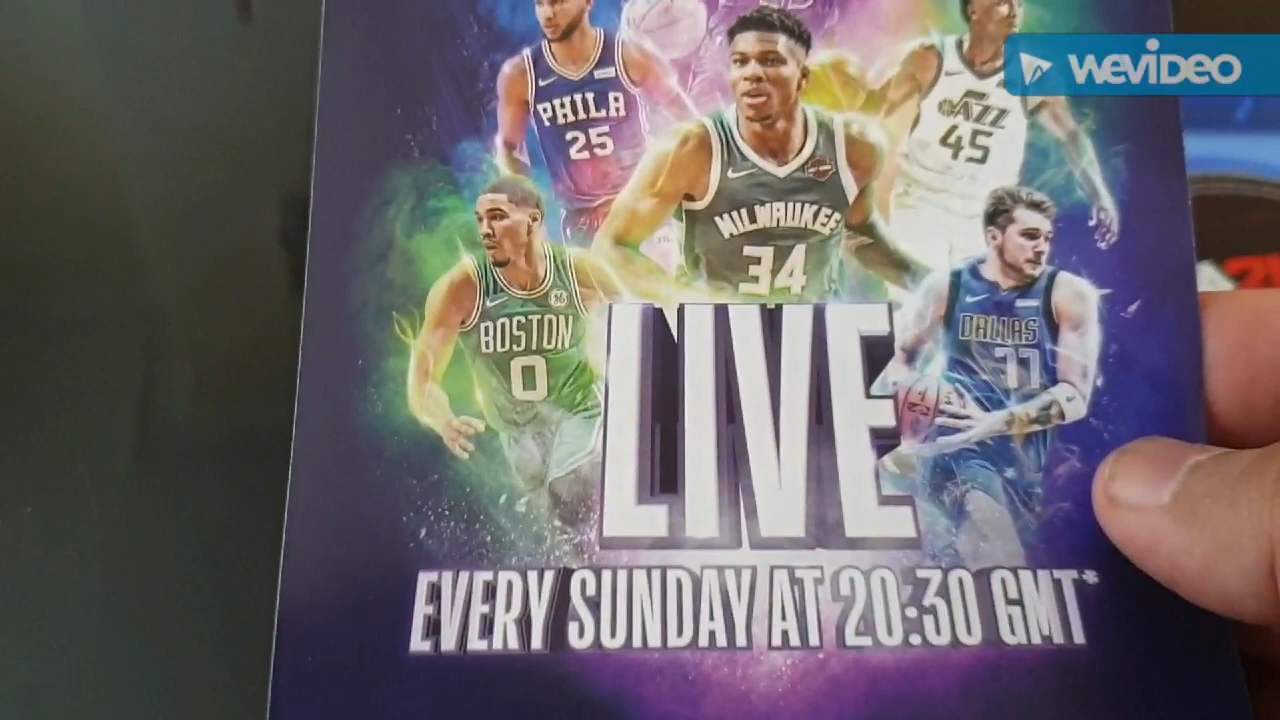 WEVIDEO
PHILA
25
JAZZ
45
MILWAUKEE
34
BOSTON
0
DALLAS
77
LIVE
EVERY SUNDAY AT 20:30 GMT*